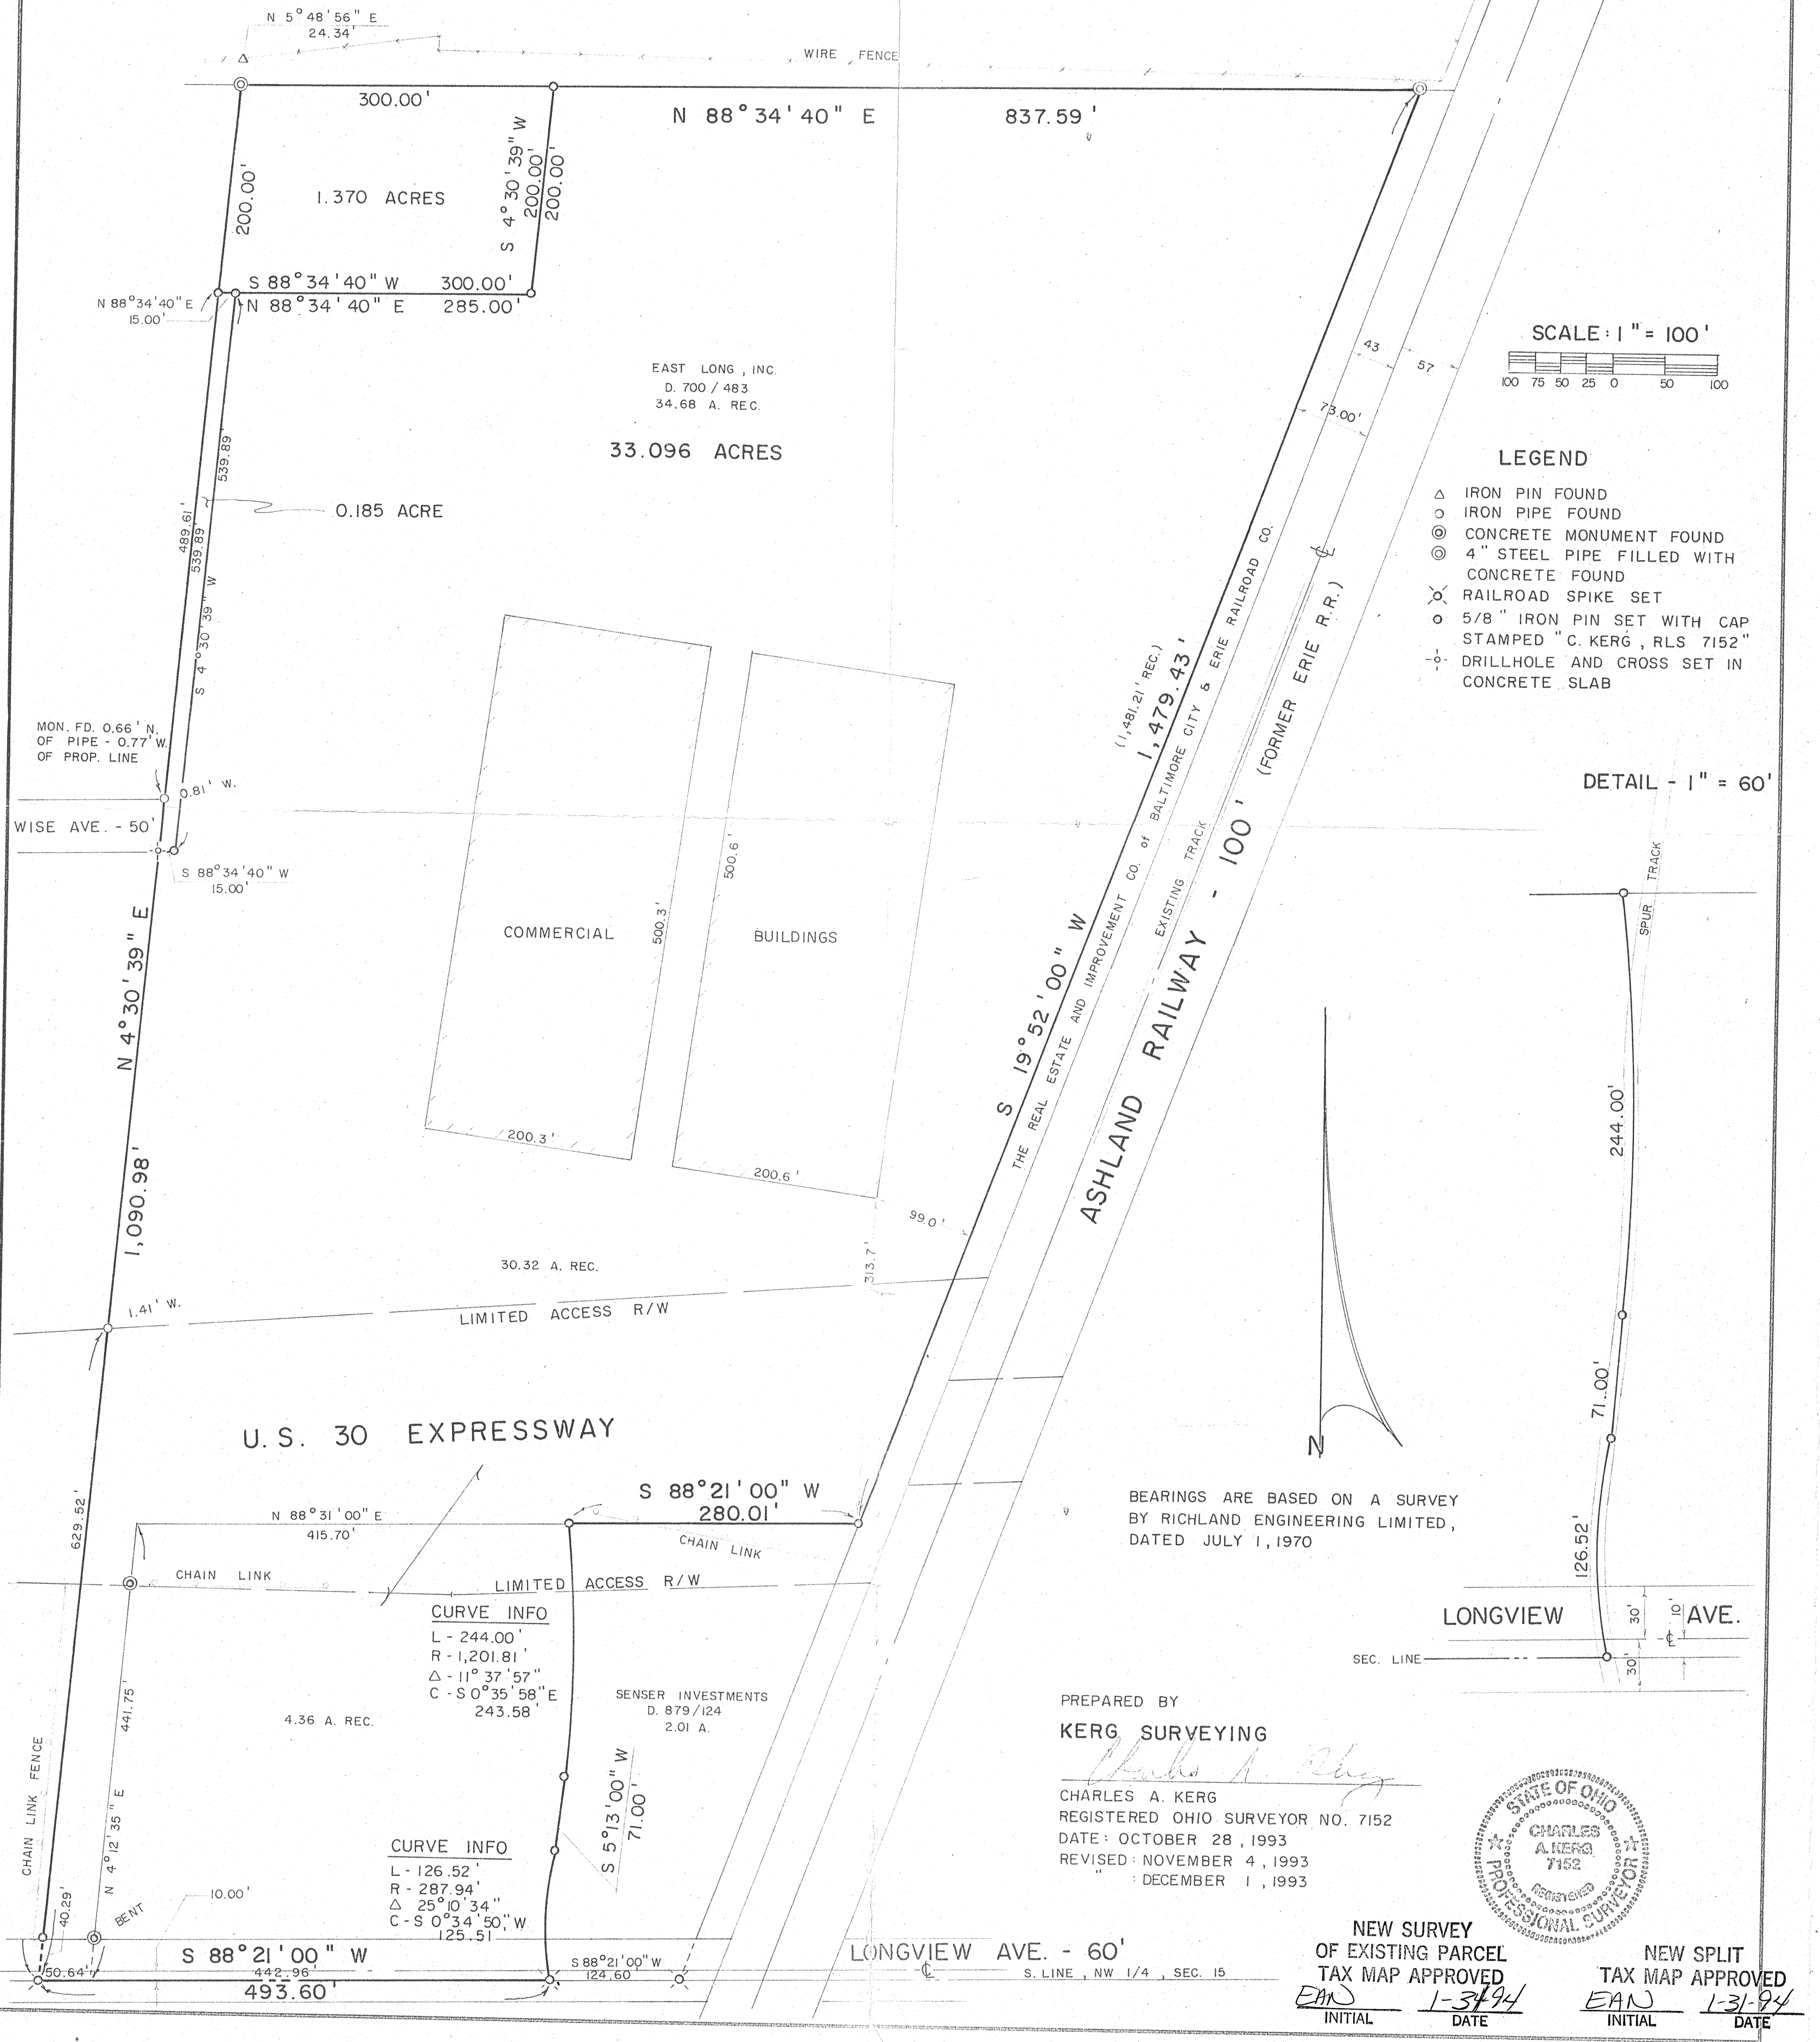 N 5°48'56" E
24.34'
WIRE FENCE
300.00'
N 88°34'40" E 837.59'
200.00'
1.370 ACRES
S 4°30'39" W
200.00'
200.00'
S 88°34'40" W 300.00'
N 88°34'40" E 285.00'
N 88°34'40" E
15.00'
EAST LONG, INC.
D. 700 / 483
34.68 A. REC.
33.096 ACRES
539.89'
0.185 ACRE
489.61'
539.89'
S 4°30'39" W
43
57
73.00'
SCALE: 1" = 100'
100 75 50 25 0 50 100
LEGEND
△ IRON PIN FOUND
○ IRON PIPE FOUND
◎ CONCRETE MONUMENT FOUND
◎ 4" STEEL PIPE FILLED WITH
CONCRETE FOUND
RAILROAD SPIKE SET
5/8" IRON PIN SET WITH CAP
STAMPED "C. KERG, RLS 7152"
DRILLHOLE AND CROSS SET IN
CONCRETE SLAB
MON. FD. 0.66' N.
OF PIPE - 0.77' W.
OF PROP. LINE
0.81' W.
WISE AVE. - 50'
S 88°34'40" W
15.00'
N 4°30'39" E
1,090.98'
COMMERCIAL
500.3'
200.3'
500.6'
BUILDINGS
200.6'
99.0'
313.7'
(1,481.21' REC.)
1,479.43'
S 19°52'00" W
THE REAL ESTATE AND IMPROVEMENT CO. of BALTIMORE CITY & ERIE RAILROAD CO.
EXISTING TRACK
ASHLAND RAILWAY - 100' (FORMER ERIE R.R.)
DETAIL - 1" = 60'
SPUR TRACK
244.00'
71.00'
126.52'
LONGVIEW AVE.
30'
10'
30'
SEC. LINE
N
30.32 A. REC.
1.41' W.
LIMITED ACCESS R/W
U.S. 30 EXPRESSWAY
629.52'
N 88°31'00" E
415.70'
S 88°21'00" W
280.01'
CHAIN LINK
CHAIN LINK
LIMITED ACCESS R/W
CURVE INFO
L - 244.00'
R - 1,201.81'
△ - 11°37'57"
C - S 0°35'58" E
243.58'
SENSER INVESTMENTS
D. 879/124
2.01 A.
4.36 A. REC.
441.75'
N 4°12'35" E
CHAIN LINK FENCE
S 5°13'00" W
71.00'
CURVE INFO
L - 126.52'
R - 287.94'
△ 25°10'34"
C - S 0°34'50" W
125.51
40.29'
BENT
10.00'
S 88°21'00" W
50.64'
442.96'
493.60'
S 88°21'00" W
124.60'
LONGVIEW AVE. - 60'
S. LINE, NW 1/4, SEC. 15
BEARINGS ARE BASED ON A SURVEY
BY RICHLAND ENGINEERING LIMITED,
DATED JULY 1, 1970
PREPARED BY
KERG SURVEYING
Charles A. Kerg
CHARLES A. KERG
REGISTERED OHIO SURVEYOR NO. 7152
DATE: OCTOBER 28, 1993
REVISED: NOVEMBER 4, 1993
" : DECEMBER 1, 1993
STATE OF OHIO
CHARLES
A. KERG
7152
REGISTERED
PROFESSIONAL SURVEYOR
NEW SURVEY
OF EXISTING PARCEL
TAX MAP APPROVED
EAN 1-31-94
INITIAL DATE
NEW SPLIT
TAX MAP APPROVED
EAN 1-31-94
INITIAL DATE